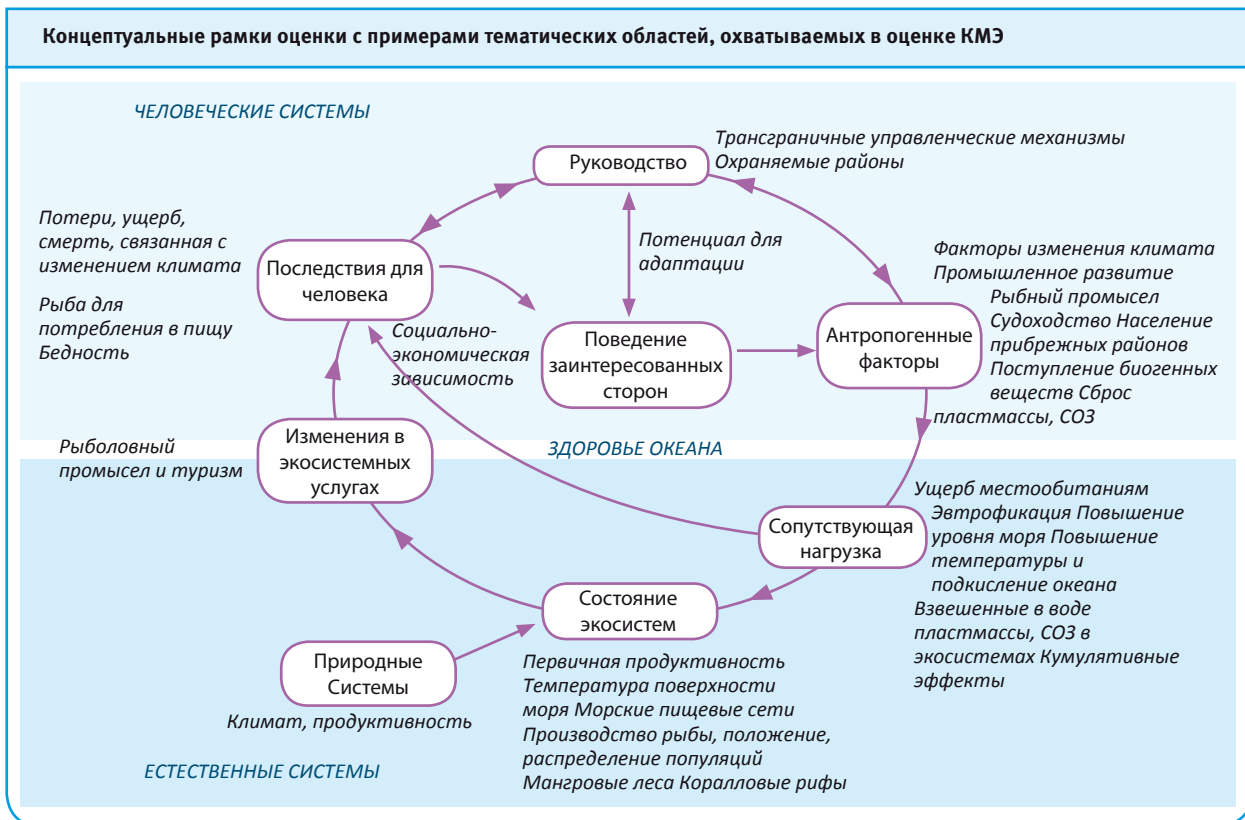 Концептуальные рамки оценки с примерами тематических областей, охватываемых в оценке КМЭ
ЧЕЛОВЕЧЕСКИЕ СИСТЕМЫ
Трансграничные управленческие механизмы
Охраняемые районы
Руководство
Потери, ущерб,
смерть, связанная с
изменением климата
Рыба для
потребления в пищу
Бедность
Последствия для
человека
Потенциал для
адаптации
Социально-
экономическая
зависимость
Поведение
заинтересованных
сторон
Антропогенные
факторы
Факторы изменения климата
Промышленное развитие
Рыбный промысел
Судоходство Население
прибрежных районов
Поступление биогенных
веществ Сброс
пластмассы, СОЗ
Рыболовный
промысел и туризм
Изменения в
экосистемных
услугах
ЗДОРОВЬЕ ОКЕАНА
Сопутствующая
нагрузка
Ущерб местообитаниям
Эвтрофикация Повышение
уровня моря Повышение
температуры и
подкисление океана
Взвешенные в воде
пластмассы, СОЗ в
экосистемах Кумулятивные
эффекты
Состояние
экосистем
Природные
Системы
Климат, продуктивность
Первичная продуктивность
Температура поверхности
моря Морские пищевые сети
Производство рыбы, положение,
распределение популяций
Мангровые леса Коралловые рифы
ЕСТЕСТВЕННЫЕ СИСТЕМЫ